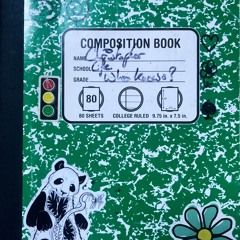 COMPOSITION BOOK
NAME Christopher
SCHOOL Life
GRADE Who knows?
80
80 SHEETS COLLEGE RULED 9.75 in. x 7.5 in.